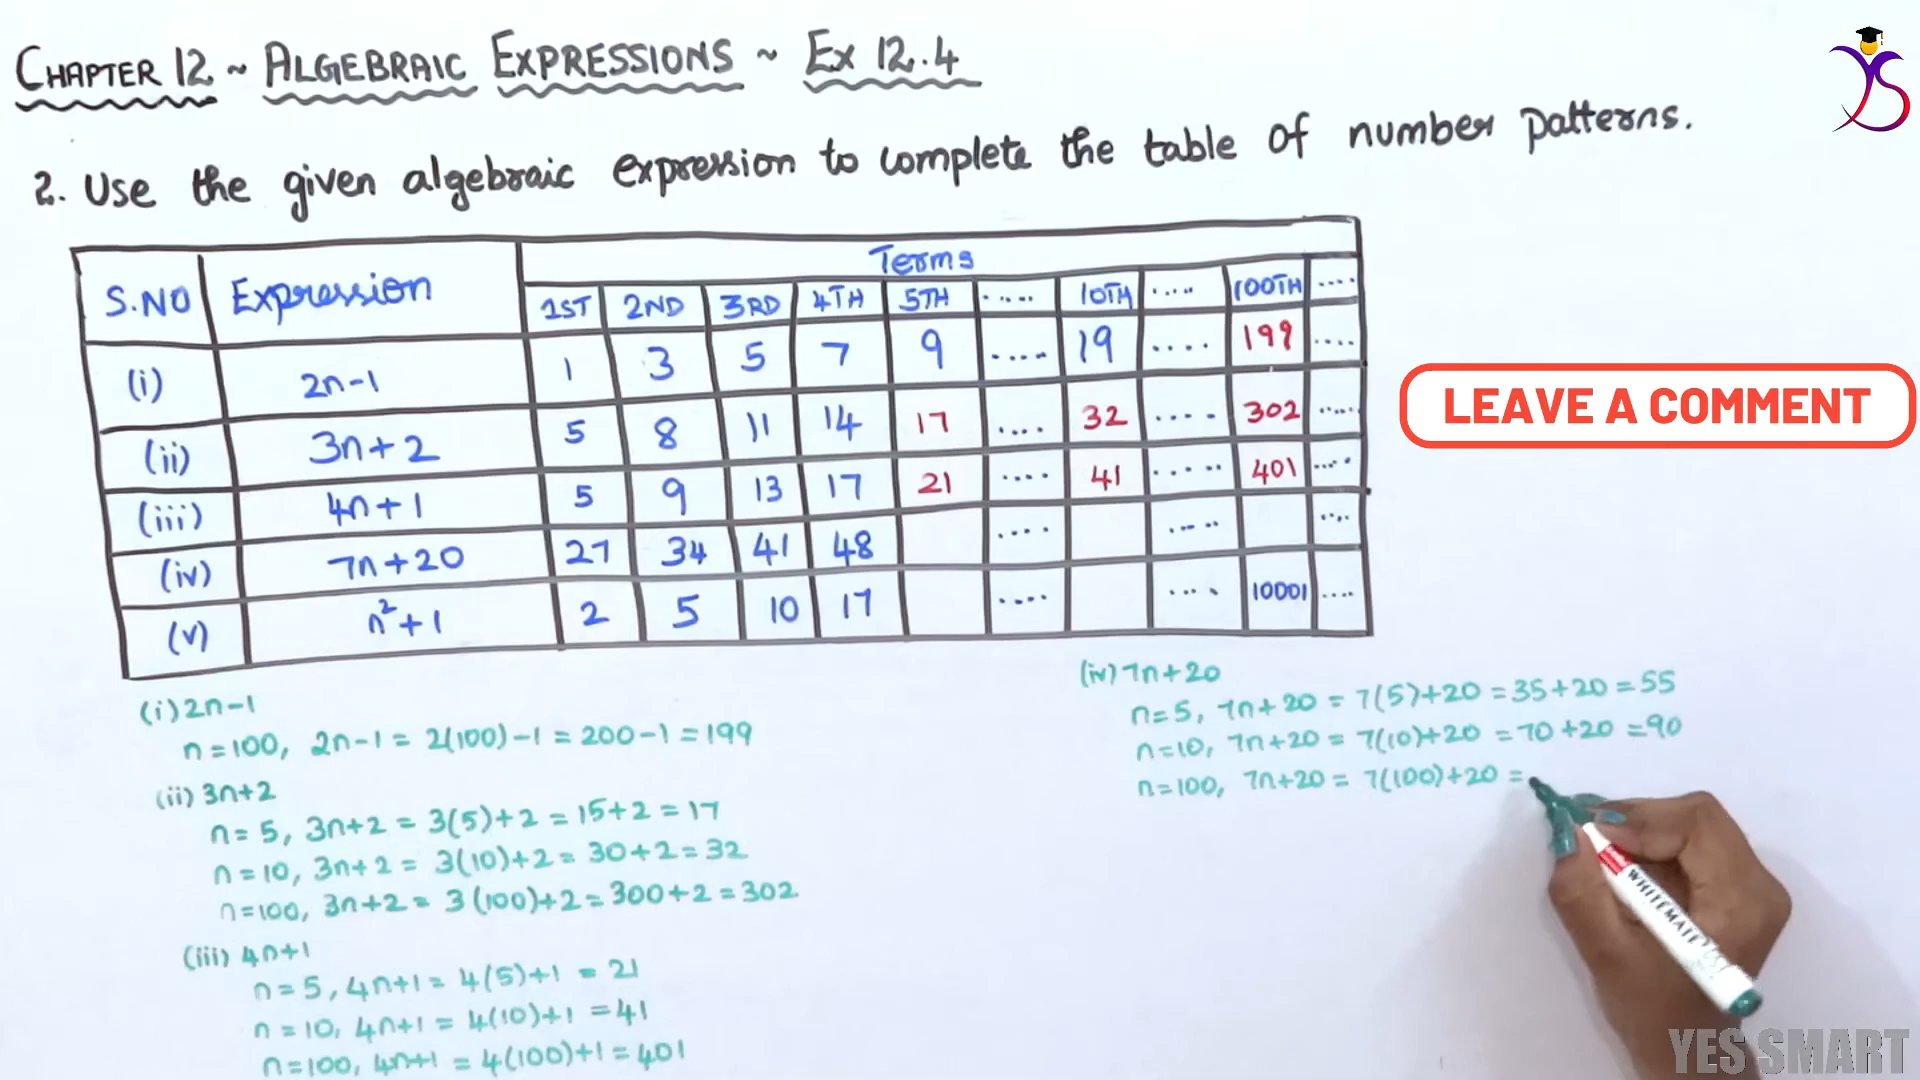 CHAPTER 12 ~ ALGEBRAIC EXPRESSIONS ~ EX 12.4
2. Use the given algebraic expression to complete the table of number patterns.
S.NO Expression Terms
1ST 2ND 3RD 4TH 5TH ..... 10TH ..... 100TH ....
(i) 2n-1 1 3 5 7 9 ..... 19 .... 199 ....
(ii) 3n+2 5 8 11 14 17 .... 32 .... 302 .....
(iii) 4n+1 5 9 13 17 21 .... 41 ..... 401 ....
(iv) 7n+20 27 34 41 48 .... .... ....
(v) n²+1 2 5 10 17 .... .... 10001 ....
LEAVE A COMMENT
(i) 2n-1
n=100, 2n-1 = 2(100)-1 = 200-1 = 199
(ii) 3n+2
n=5, 3n+2 = 3(5)+2 = 15+2 = 17
n=10, 3n+2 = 3(10)+2 = 30+2 = 32
n=100, 3n+2 = 3(100)+2 = 300+2 = 302
(iii) 4n+1
n=5, 4n+1 = 4(5)+1 = 21
n=10, 4n+1 = 4(10)+1 = 41
n=100, 4n+1 = 4(100)+1 = 401
(iv) 7n+20
n=5, 7n+20 = 7(5)+20 = 35+20 = 55
n=10, 7n+20 = 7(10)+20 = 70+20 = 90
n=100, 7n+20 = 7(100)+20 =
WHITEMATE
YES SMART